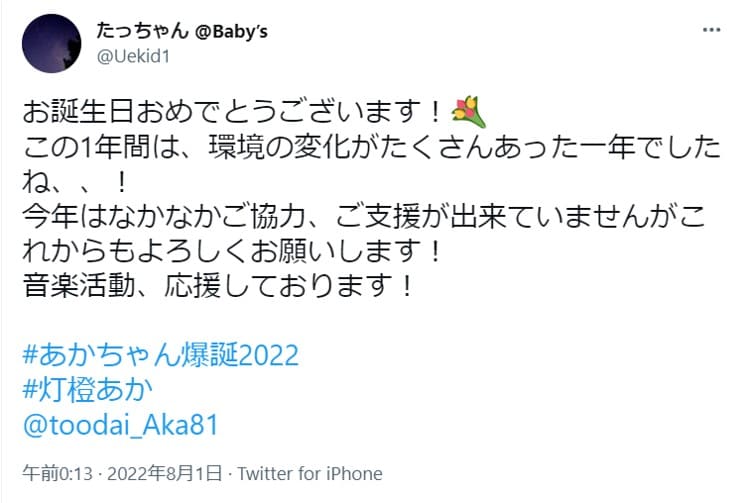 たっちゃん @Baby's
@Uekid1
お誕生日おめでとうございます！💐
この1年間は、環境の変化がたくさんあった一年でした
ね、、！
今年はなかなかご協力、ご支援が出来ていませんがこ
れからもよろしくお願いします！
音楽活動、応援しております！
#あかちゃん爆誕2022
#灯橙あか
@toodai_Aka81
午前0:13 · 2022年8月1日 · Twitter for iPhone